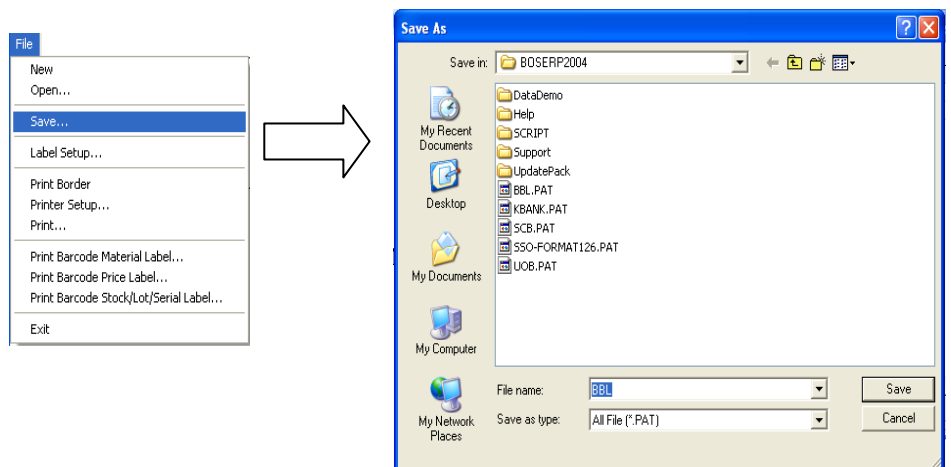 File
New
Open...
Save...
Label Setup...
Print Border
Printer Setup...
Print...
Print Barcode Material Label...
Print Barcode Price Label...
Print Barcode Stock/Lot/Serial Label...
Exit
Save As
Save in:
BOSERP2004
My Recent
Documents
Desktop
My Documents
My Computer
My Network
Places
DataDemo
Help
SCRIPT
Support
UpdatePack
BBL.PAT
KBANK.PAT
SCB.PAT
SSO-FORMAT126.PAT
UOB.PAT
File name:
BBL
Save
Save as type:
All File (*.PAT)
Cancel